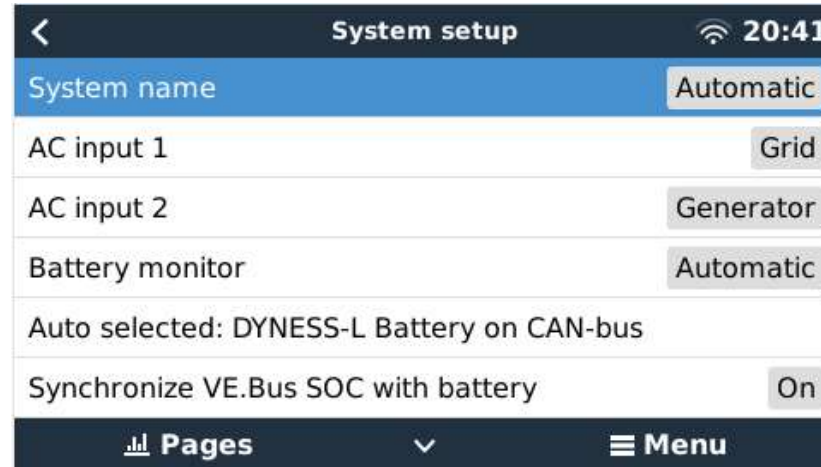 System setup 20:41
System name Automatic
AC input 1 Grid
AC input 2 Generator
Battery monitor Automatic
Auto selected: DYNESS-L Battery on CAN-bus
Synchronize VE.Bus SOC with battery On
Pages Menu